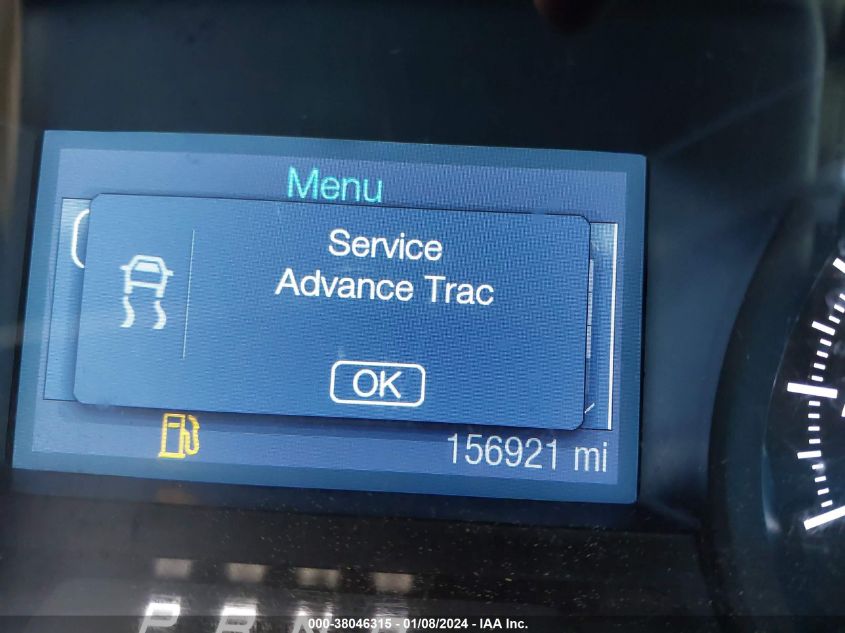 Menu
Service
Advance Trac
OK
156921 mi
P R N D
000-38046315 - 01/08/2024 - IAA Inc.